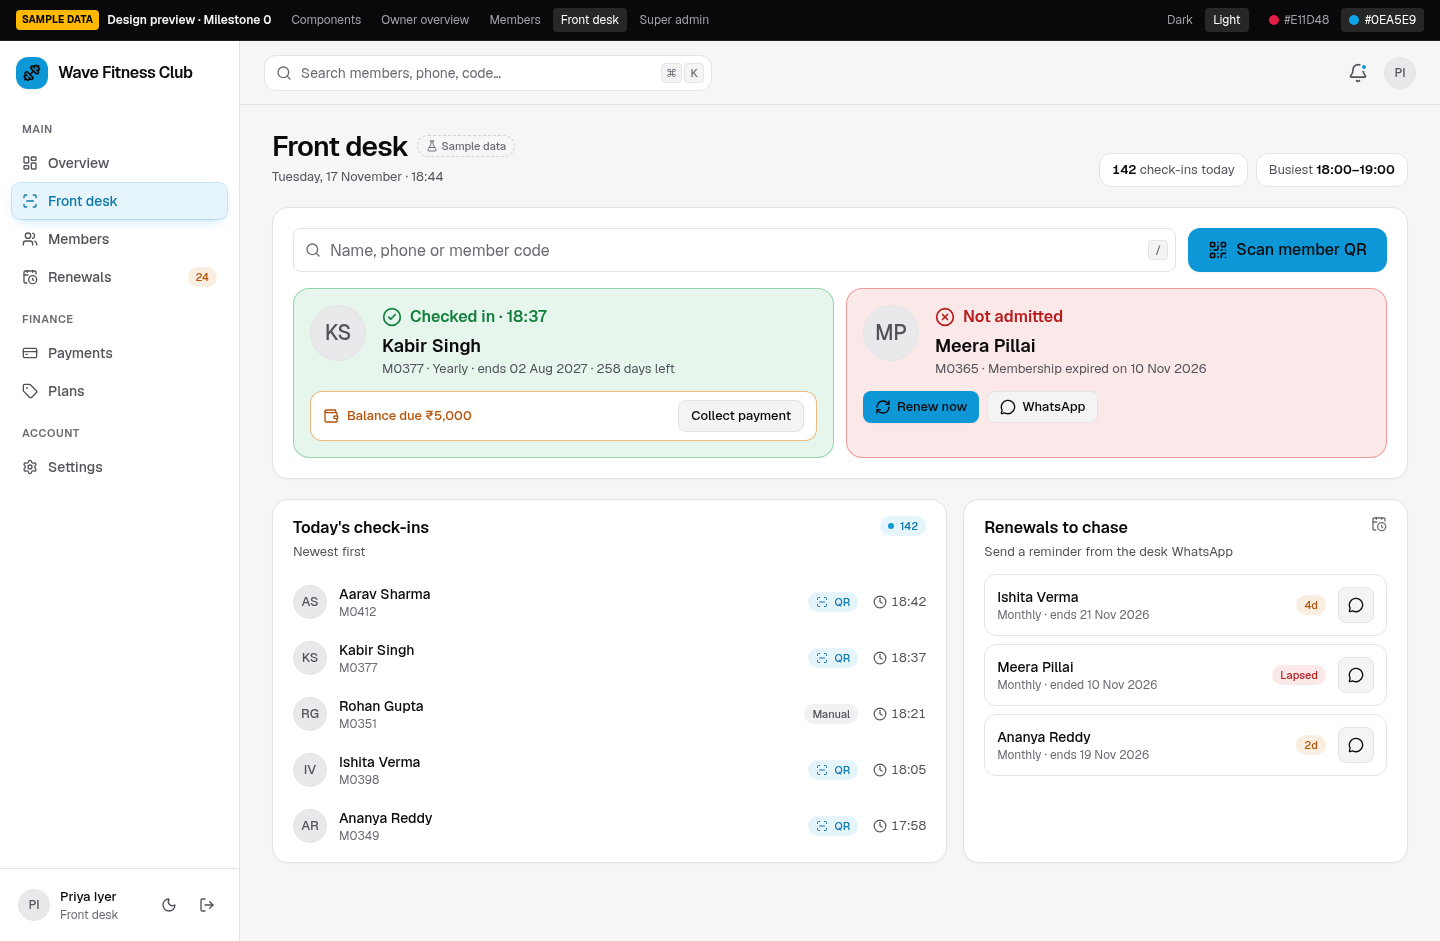 SAMPLE DATA Design preview · Milestone 0 Components Owner overview Members Front desk Super admin Dark Light #E11D48 #0EA5E9
Wave Fitness Club
Search members, phone, code...
⌘ K
PI
MAIN
Overview
Front desk
Members
Renewals 24
FINANCE
Payments
Plans
ACCOUNT
Settings
PI
Priya Iyer
Front desk
Front desk
Sample data
Tuesday, 17 November · 18:44
142 check-ins today
Busiest 18:00–19:00
Name, phone or member code
/
Scan member QR
KS
Checked in · 18:37
Kabir Singh
M0377 · Yearly · ends 02 Aug 2027 · 258 days left
Balance due ₹5,000
Collect payment
MP
Not admitted
Meera Pillai
M0365 · Membership expired on 10 Nov 2026
Renew now
WhatsApp
Today's check-ins
142
Newest first
AS
Aarav Sharma
M0412
QR
18:42
KS
Kabir Singh
M0377
QR
18:37
RG
Rohan Gupta
M0351
Manual
18:21
IV
Ishita Verma
M0398
QR
18:05
AR
Ananya Reddy
M0349
QR
17:58
Renewals to chase
Send a reminder from the desk WhatsApp
Ishita Verma
Monthly · ends 21 Nov 2026
4d
Meera Pillai
Monthly · ended 10 Nov 2026
Lapsed
Ananya Reddy
Monthly · ends 19 Nov 2026
2d